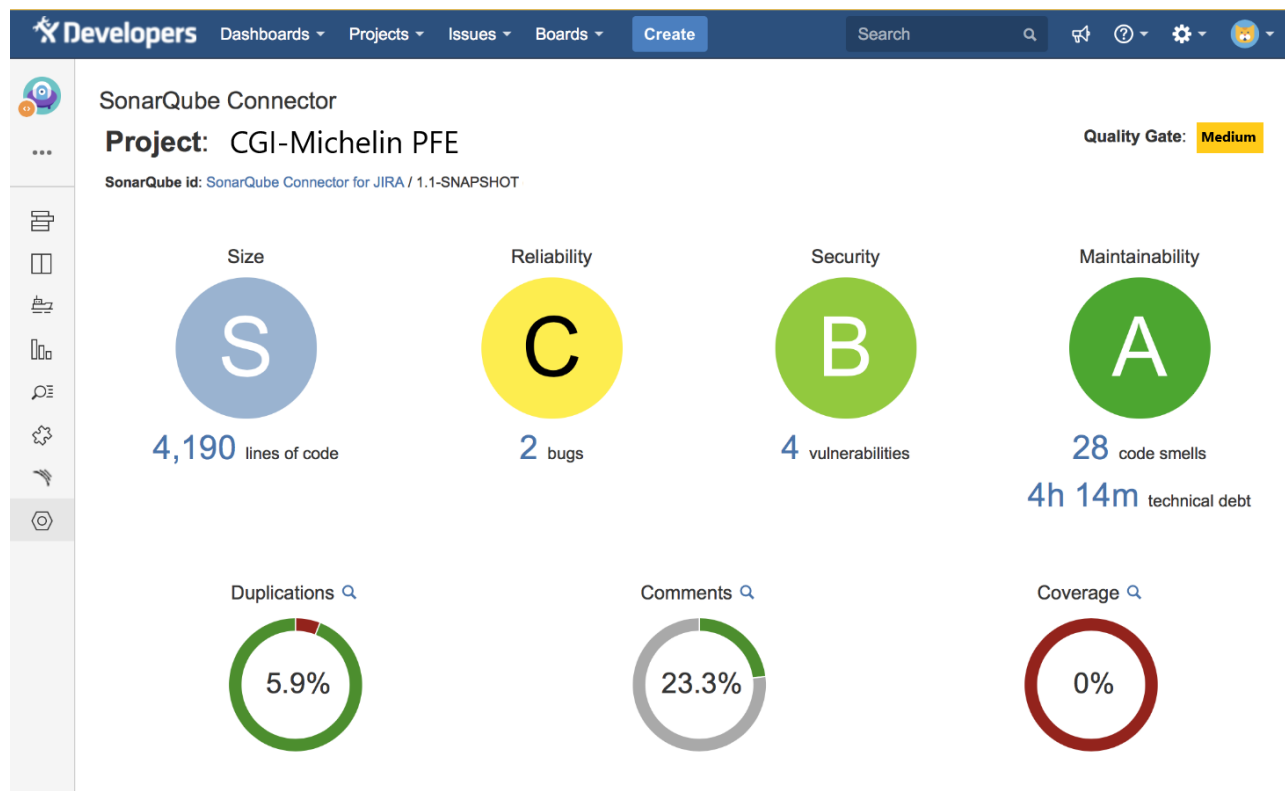 Developers Dashboards Projects Issues Boards Create Search
SonarQube Connector
Project: CGI-Michelin PFE
Quality Gate: Medium
SonarQube id: SonarQube Connector for JIRA / 1.1-SNAPSHOT
Size Reliability Security Maintainability
S C B A
4,190 lines of code 2 bugs 4 vulnerabilities 28 code smells
4h 14m technical debt
Duplications Comments Coverage
5.9% 23.3% 0%